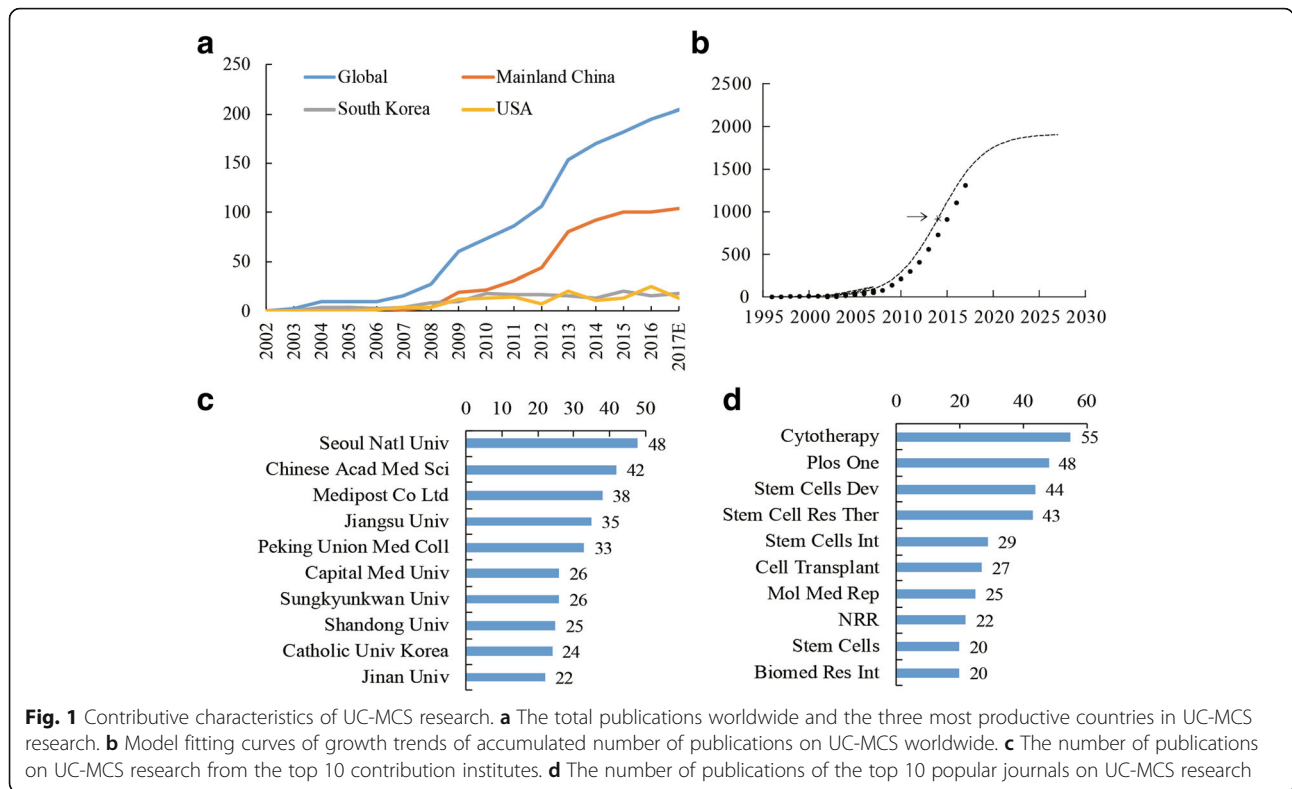 a
250
200
150
100
50
0
Global
Mainland China
South Korea
USA
2002
2003
2004
2005
2006
2007
2008
2009
2010
2011
2012
2013
2014
2015
2016
2017E
b
2500
2000
1500
1000
500
0
1995 2000 2005 2010 2015 2020 2025 2030
c
0 10 20 30 40 50
Seoul Natl Univ 48
Chinese Acad Med Sci 42
Medipost Co Ltd 38
Jiangsu Univ 35
Peking Union Med Coll 33
Capital Med Univ 26
Sungkyunkwan Univ 26
Shandong Univ 25
Catholic Univ Korea 24
Jinan Univ 22
d
0 20 40 60
Cytotherapy 55
Plos One 48
Stem Cells Dev 44
Stem Cell Res Ther 43
Stem Cells Int 29
Cell Transplant 27
Mol Med Rep 25
NRR 22
Stem Cells 20
Biomed Res Int 20
Fig. 1 Contributive characteristics of UC-MCS research. a The total publications worldwide and the three most productive countries in UC-MCS
research. b Model fitting curves of growth trends of accumulated number of publications on UC-MCS worldwide. c The number of publications
on UC-MCS research from the top 10 contribution institutes. d The number of publications of the top 10 popular journals on UC-MCS research